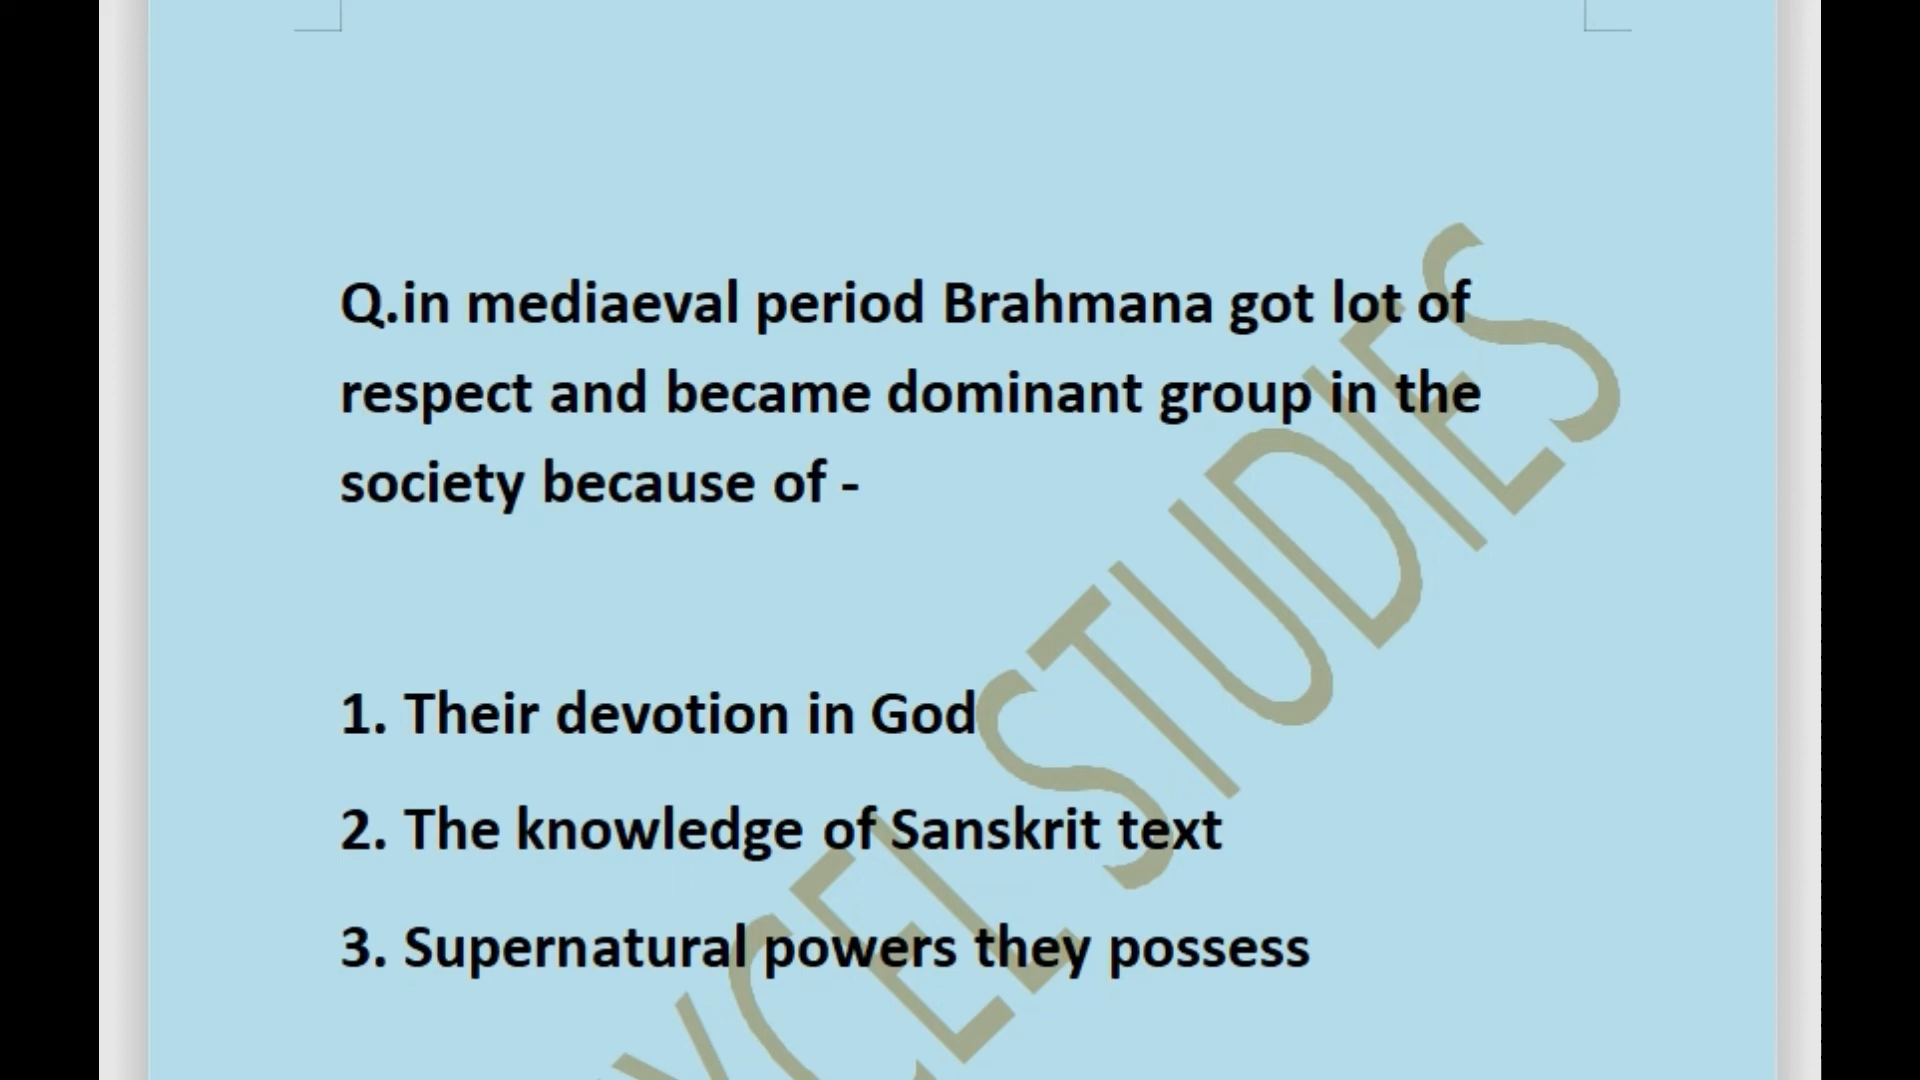 Q.in mediaeval period Brahmana got lot of
respect and became dominant group in the
society because of -
1. Their devotion in God
2. The knowledge of Sanskrit text
3. Supernatural powers they possess
STUDIES